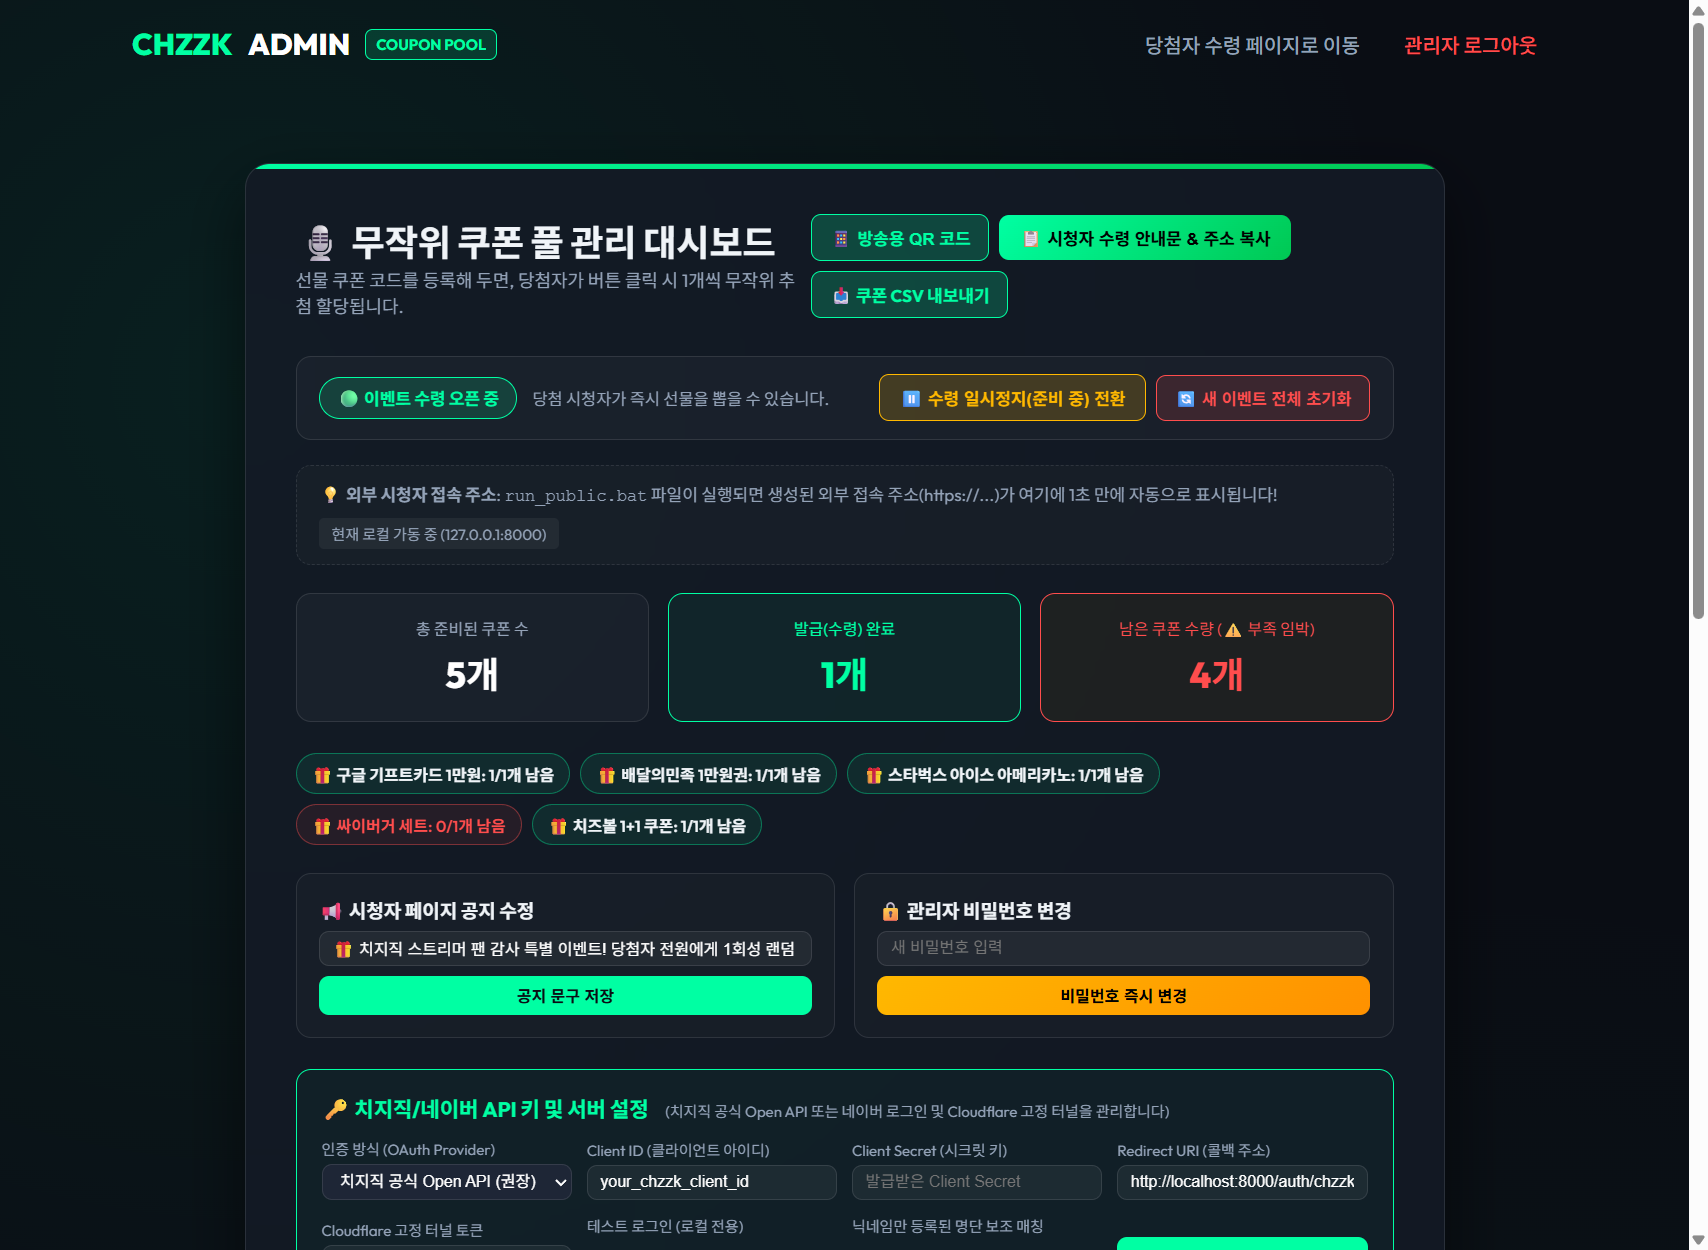 CHZZK ADMIN COUPON POOL
당첨자 수령 페이지로 이동
관리자 로그아웃
🎙️ 무작위 쿠폰 풀 관리 대시보드
선물 쿠폰 코드를 등록해 두면, 당첨자가 버튼 클릭 시 1개씩 무작위 추
첨 할당됩니다.
방송용 QR 코드
📋 시청자 수령 안내문 & 주소 복사
📥 쿠폰 CSV 내보내기
🟢 이벤트 수령 오픈 중
당첨 시청자가 즉시 선물을 뽑을 수 있습니다.
⏸️ 수령 일시정지(준비 중) 전환
🔄 새 이벤트 전체 초기화
💡 외부 시청자 접속 주소: run_public.bat 파일이 실행되면 생성된 외부 접속 주소(https://...)가 여기에 1초 만에 자동으로 표시됩니다!
현재 로컬 가동 중 (127.0.0.1:8000)
총 준비된 쿠폰 수
5개
발급(수령) 완료
1개
남은 쿠폰 수량 (⚠️ 부족 임박)
4개
🎁 구글 기프트카드 1만원: 1/1개 남음
🎁 배달의민족 1만원권: 1/1개 남음
🎁 스타벅스 아이스 아메리카노: 1/1개 남음
🎁 싸이버거 세트: 0/1개 남음
🎁 치즈볼 1+1 쿠폰: 1/1개 남음
📢 시청자 페이지 공지 수정
🎁 치지직 스트리머 팬 감사 특별 이벤트! 당첨자 전원에게 1회성 랜덤
공지 문구 저장
🔒 관리자 비밀번호 변경
새 비밀번호 입력
비밀번호 즉시 변경
🔑 치지직/네이버 API 키 및 서버 설정 (치지직 공식 Open API 또는 네이버 로그인 및 Cloudflare 고정 터널을 관리합니다)
인증 방식 (OAuth Provider)
치지직 공식 Open API (권장)
Client ID (클라이언트 아이디)
your_chzzk_client_id
Client Secret (시크릿 키)
발급받은 Client Secret
Redirect URI (콜백 주소)
http://localhost:8000/auth/chzzk
Cloudflare 고정 터널 토큰
테스트 로그인 (로컬 전용)
닉네임만 등록된 명단 보조 매칭